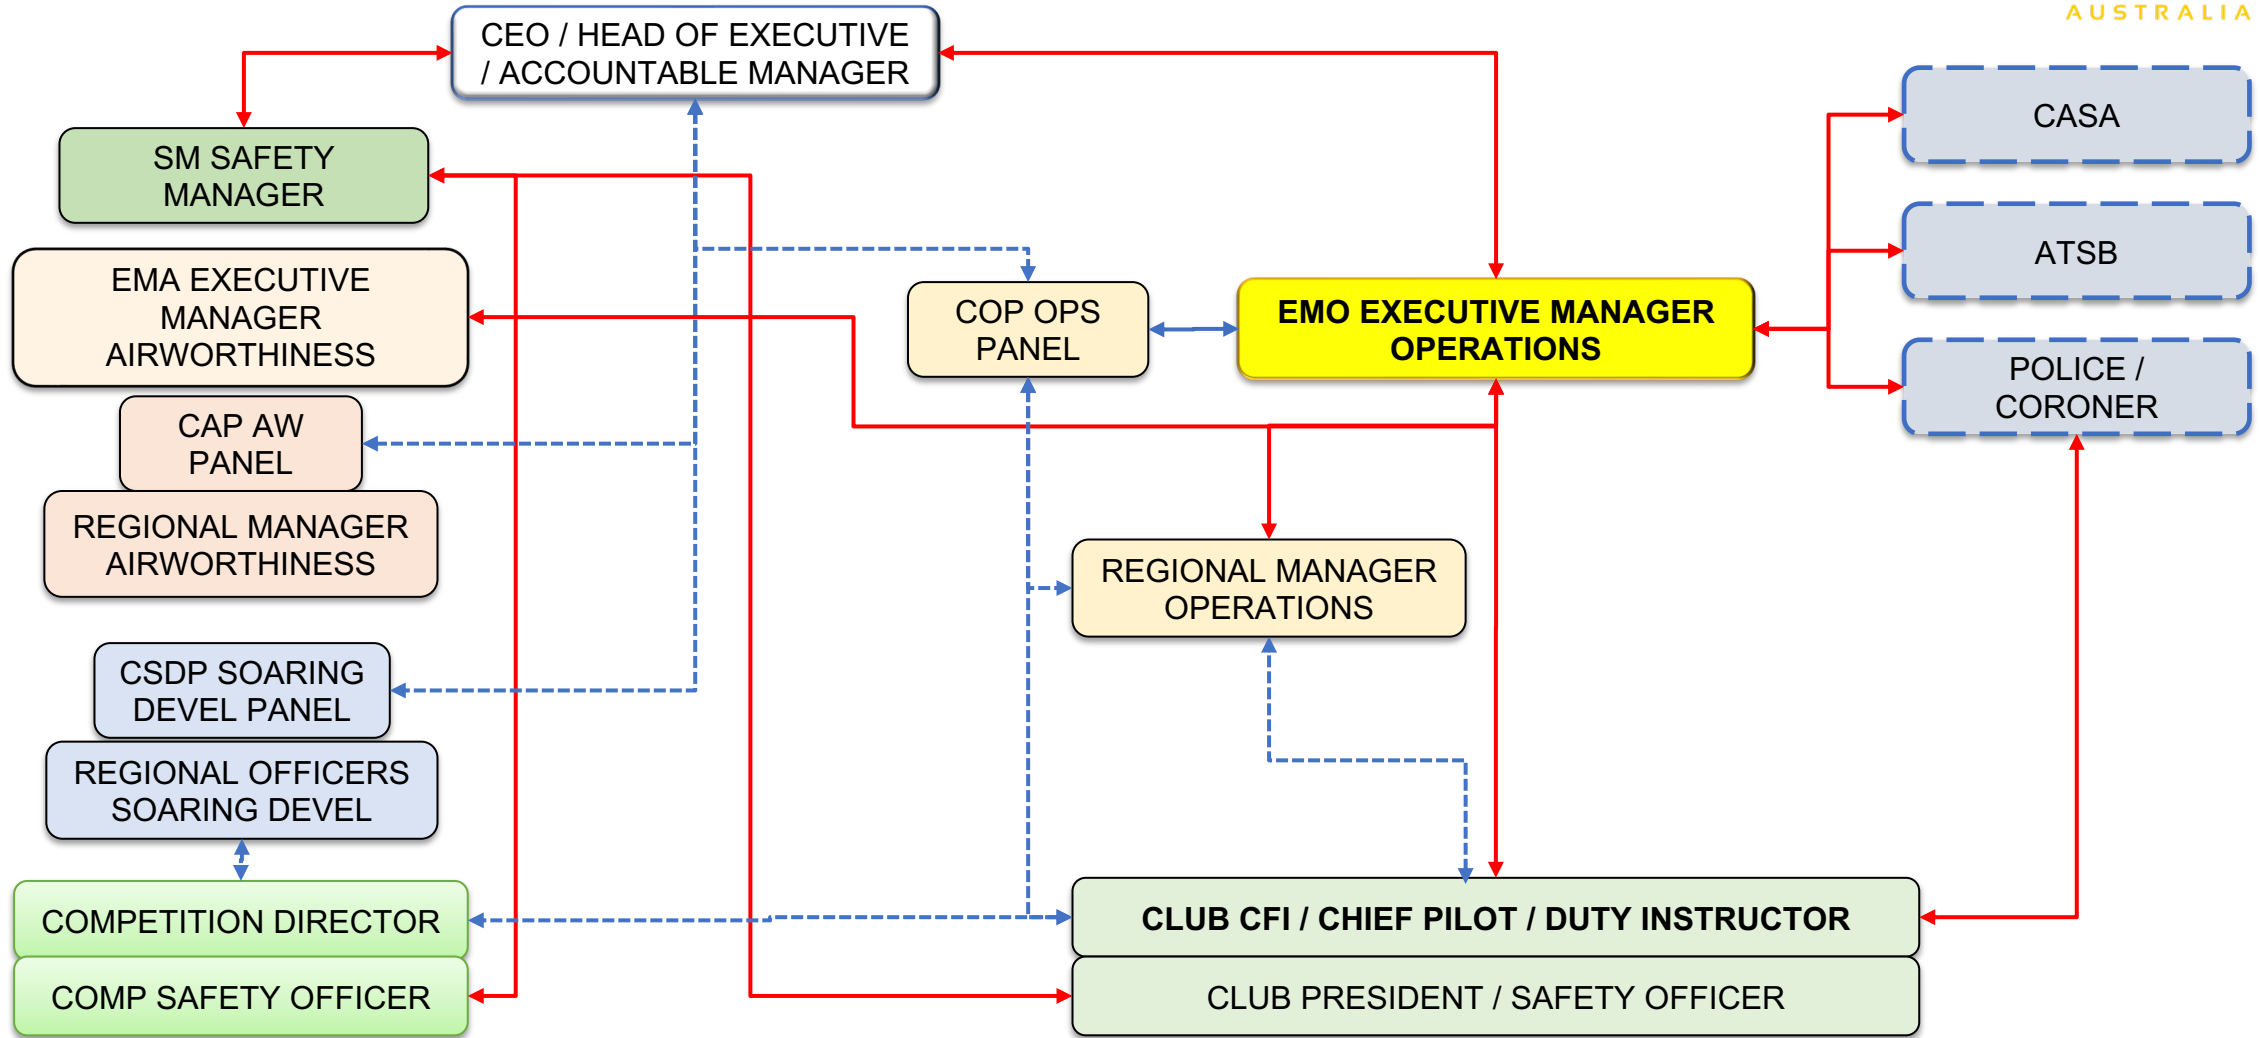 AUSTRALIA
CEO / HEAD OF EXECUTIVE
/ ACCOUNTABLE MANAGER
CASA
SM SAFETY
MANAGER
ATSB
EMA EXECUTIVE
MANAGER
AIRWORTHINESS
COP OPS
PANEL
EMO EXECUTIVE MANAGER
OPERATIONS
POLICE /
CORONER
CAP AW
PANEL
REGIONAL MANAGER
AIRWORTHINESS
REGIONAL MANAGER
OPERATIONS
CSDP SOARING
DEVEL PANEL
REGIONAL OFFICERS
SOARING DEVEL
COMPETITION DIRECTOR
CLUB CFI / CHIEF PILOT / DUTY INSTRUCTOR
COMP SAFETY OFFICER
CLUB PRESIDENT / SAFETY OFFICER